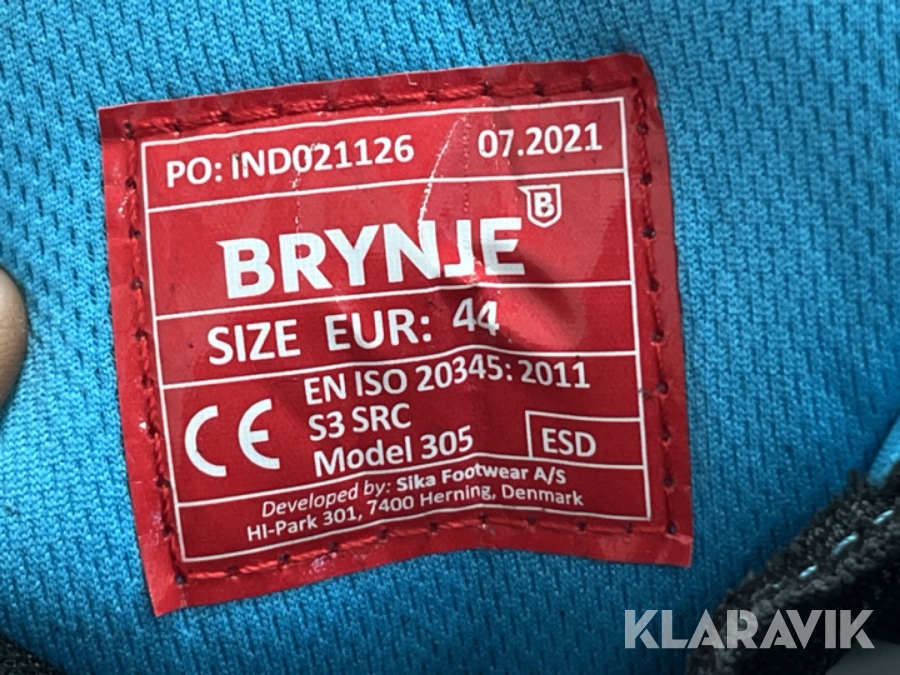 PO: IND021126 07.2021
B
BRYNJE
SIZE EUR: 44
CE EN ISO 20345: 2011
S3 SRC
Model 305 ESD
Developed by: Sika Footwear A/S
HI-Park 301, 7400 Herning, Denmark
KLARAVIK